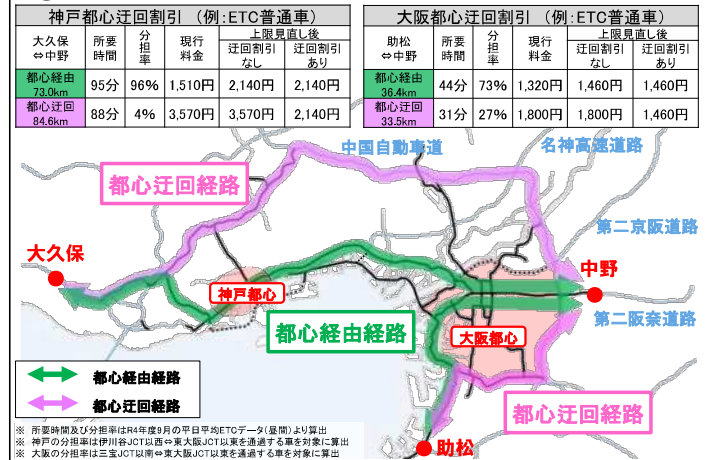 神戸都心迂回割引 (例:ETC普通車)
大久保
⇔中野
所要
時間
分
担
率
現行
料金
上限見直し後
迂回割引
なし
迂回割引
あり
都心経由
73.0km
95分
96%
1,510円
2,140円
2,140円
都心迂回
84.6km
88分
4%
3,570円
3,570円
2,140円
大阪都心迂回割引 (例:ETC普通車)
助松
⇔中野
所要
時間
分
担
率
現行
料金
上限見直し後
迂回割引
なし
迂回割引
あり
都心経由
36.4km
44分
73%
1,320円
1,460円
1,460円
都心迂回
33.5km
31分
27%
1,800円
1,800円
1,460円
中国自動車道
名神高速道路
都心迂回経路
第二京阪道路
大久保
中野
神戸都心
第二阪奈道路
都心経由経路
大阪都心
都心経由経路
都心迂回経路
都心迂回経路
助松
※ 所要時間及び分担率はR4年度9月の平日平均ETCデータ(昼間)より算出
※ 神戸の分担率は伊川谷JCT以西⇔東大阪JCT以東を通過する車を対象に算出
※ 大阪の分担率は三宝JCT以南⇔東大阪JCT以東を通過する車を対象に算出